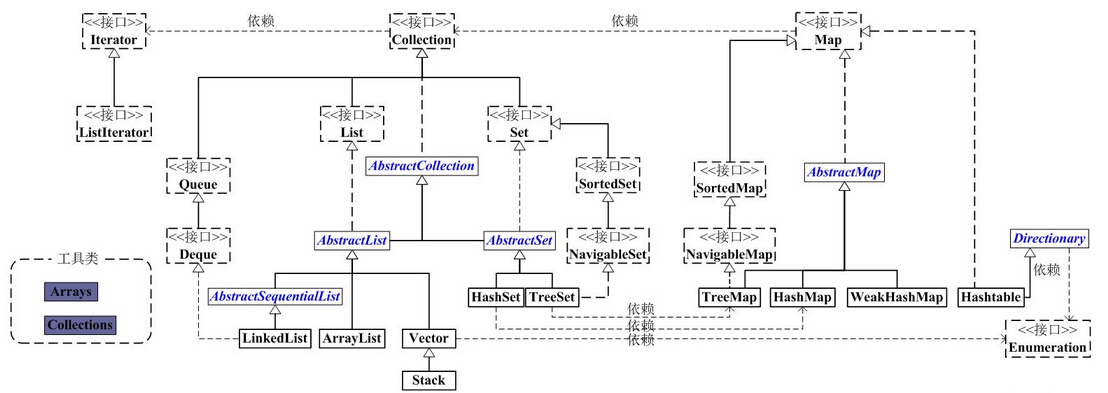 <<接口>>
Iterator
依赖
<<接口>>
Collection
依赖
<<接口>>
Map
<<接口>>
ListIterator
<<接口>>
List
<<接口>>
Set
<<接口>>
Queue
AbstractCollection
<<接口>>
SortedSet
<<接口>>
SortedMap
AbstractMap
<<接口>>
Deque
AbstractList
AbstractSet
<<接口>>
NavigableSet
<<接口>>
NavigableMap
Directionary
工具类
Arrays
Collections
AbstractSequentialList
HashSet
TreeSet
TreeMap
HashMap
WeakHashMap
Hashtable
依赖
依赖
依赖
依赖
LinkedList
ArrayList
Vector
<<接口>>
Enumeration
Stack